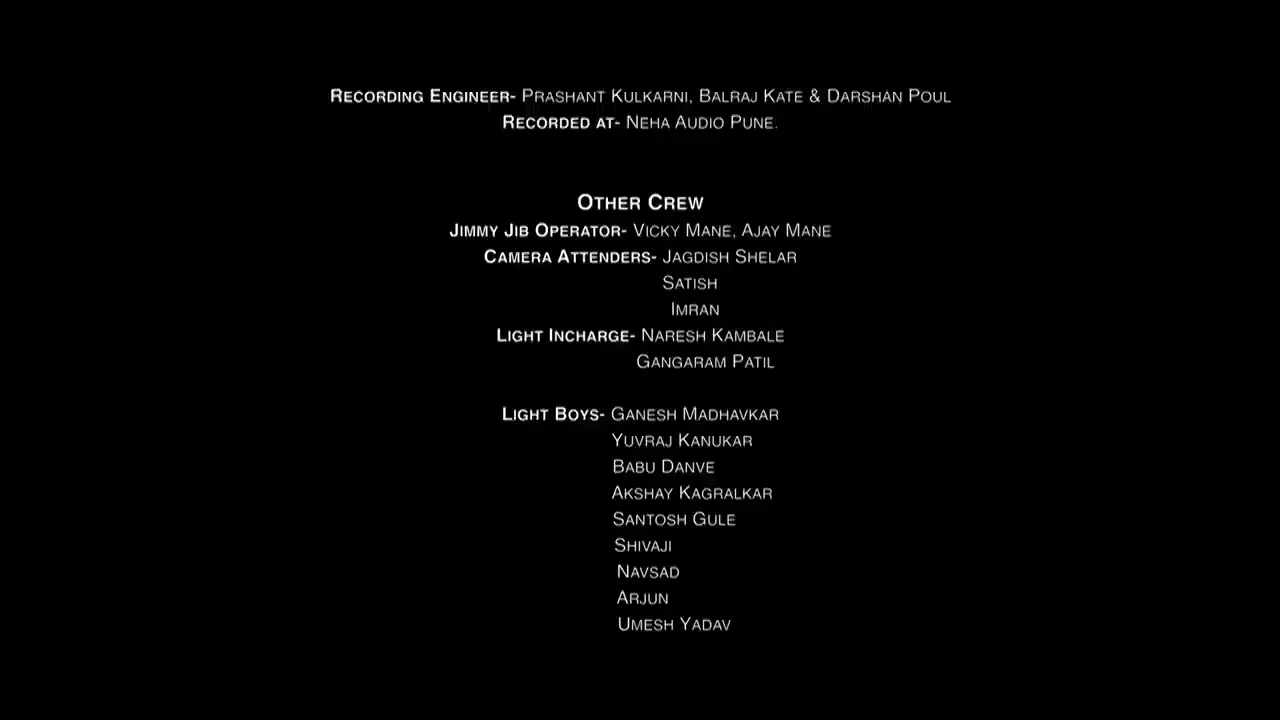 Recording Engineer- Prashant Kulkarni, Balraj Kate & Darshan Poul
Recorded at- Neha Audio Pune.
Other Crew
Jimmy Jib Operator- Vicky Mane, Ajay Mane
Camera Attenders- Jagdish Shelar
Satish
Imran
Light Incharge- Naresh Kambale
Gangaram Patil
Light Boys- Ganesh Madhavkar
Yuvraj Kanukar
Babu Danve
Akshay Kagralkar
Santosh Gule
Shivaji
Navsad
Arjun
Umesh Yadav